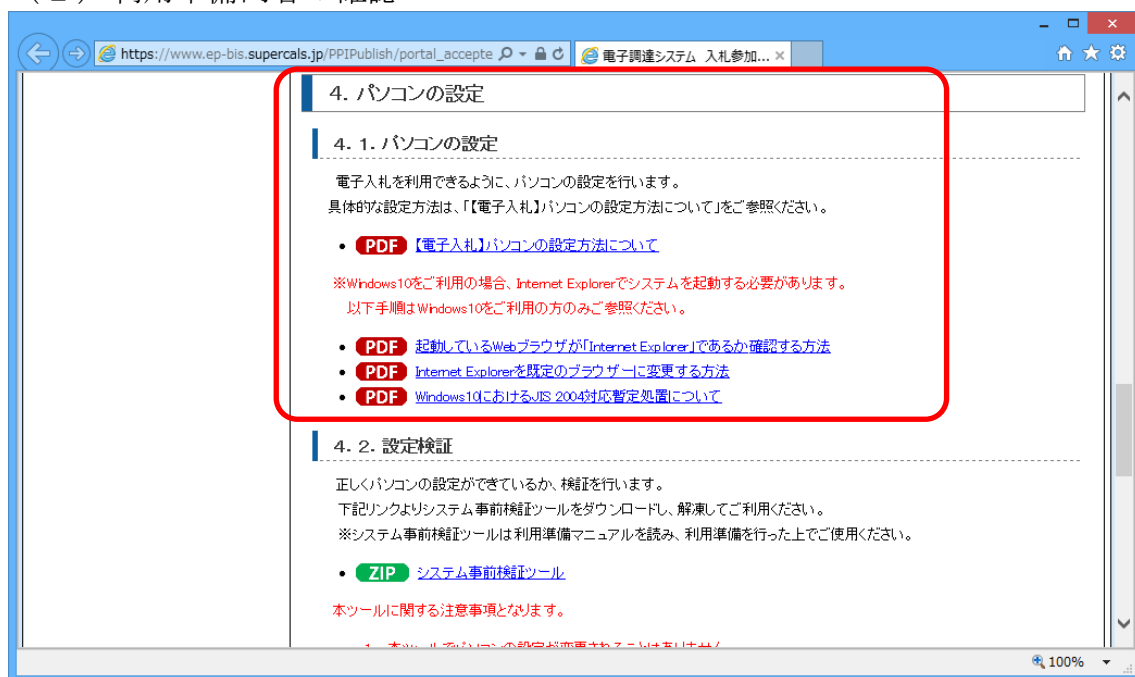 https://www.ep-bis.supercals.jp/PPIPublish/portal_accepte
電子調達システム 入札参加...
4. パソコンの設定
4. 1. パソコンの設定
電子入札を利用できるように、パソコンの設定を行います。
具体的な設定方法は、「【電子入札】パソコンの設定方法について」をご参照ください。
• PDF 【電子入札】パソコンの設定方法について
※Windows10をご利用の場合、Internet Explorerでシステムを起動する必要があります。
以下手順はWindows10をご利用の方のみご参照ください。
• PDF 起動しているWebブラウザが「Internet Explorer」であるか確認する方法
• PDF Internet Explorerを既定のブラウザーに変更する方法
• PDF Windows10におけるJIS 2004対応暫定処置について
4. 2. 設定検証
正しくパソコンの設定ができているか、検証を行います。
下記リンクよりシステム事前検証ツールをダウンロードし、解凍してご利用ください。
※システム事前検証ツールは利用準備マニュアルを読み、利用準備を行った上でご使用ください。
• ZIP システム事前検証ツール
本ツールに関する注意事項となります。
100%